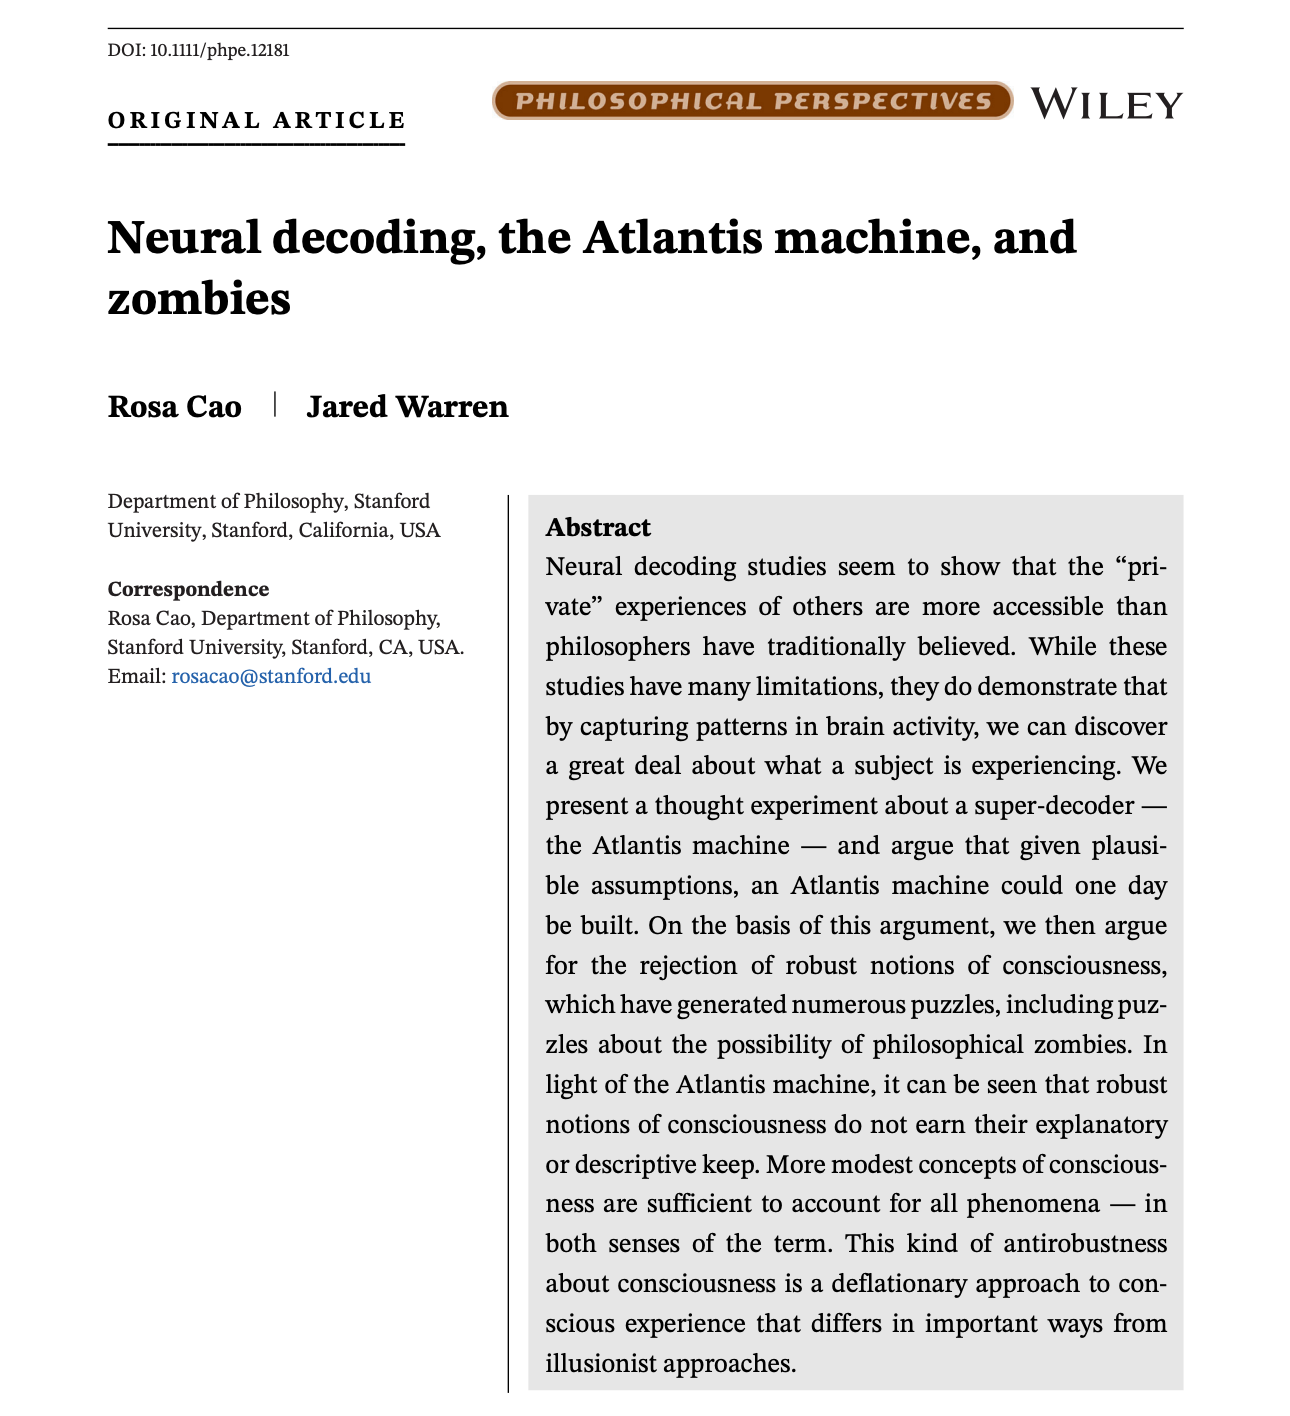 DOI: 10.1111/phpe.12181
ORIGINAL ARTICLE
PHILOSOPHICAL PERSPECTIVES WILEY
Neural decoding, the Atlantis machine, and
zombies
Rosa Cao | Jared Warren
Department of Philosophy, Stanford
University, Stanford, California, USA
Correspondence
Rosa Cao, Department of Philosophy,
Stanford University, Stanford, CA, USA.
Email: rosacao@stanford.edu
Abstract
Neural decoding studies seem to show that the “pri-
vate” experiences of others are more accessible than
philosophers have traditionally believed. While these
studies have many limitations, they do demonstrate that
by capturing patterns in brain activity, we can discover
a great deal about what a subject is experiencing. We
present a thought experiment about a super-decoder —
the Atlantis machine — and argue that given plausi-
ble assumptions, an Atlantis machine could one day
be built. On the basis of this argument, we then argue
for the rejection of robust notions of consciousness,
which have generated numerous puzzles, including puz-
zles about the possibility of philosophical zombies. In
light of the Atlantis machine, it can be seen that robust
notions of consciousness do not earn their explanatory
or descriptive keep. More modest concepts of conscious-
ness are sufficient to account for all phenomena — in
both senses of the term. This kind of antirobustness
about consciousness is a deflationary approach to con-
scious experience that differs in important ways from
illusionist approaches.